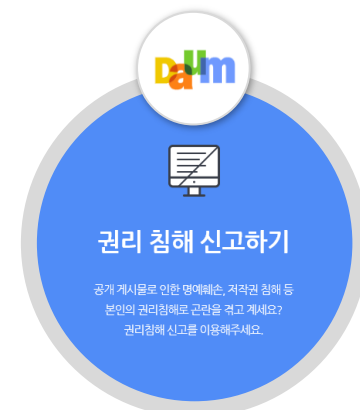 Daum
권리 침해 신고하기
공개 게시물로 인한 명예훼손, 저작권 침해 등
본인의 권리침해로 곤란을 겪고 계세요?
권리침해 신고를 이용해주세요.